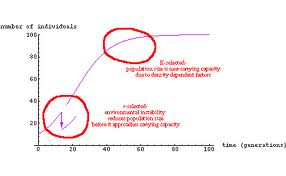 number of individuals
100
80
60
40
20
0
20
40
60
80
100
time (generations)
K-selected:
population size is near carrying capacity
due to density dependent factors
r-selected:
environmental instability
reduces population size
before it approaches carrying capacity